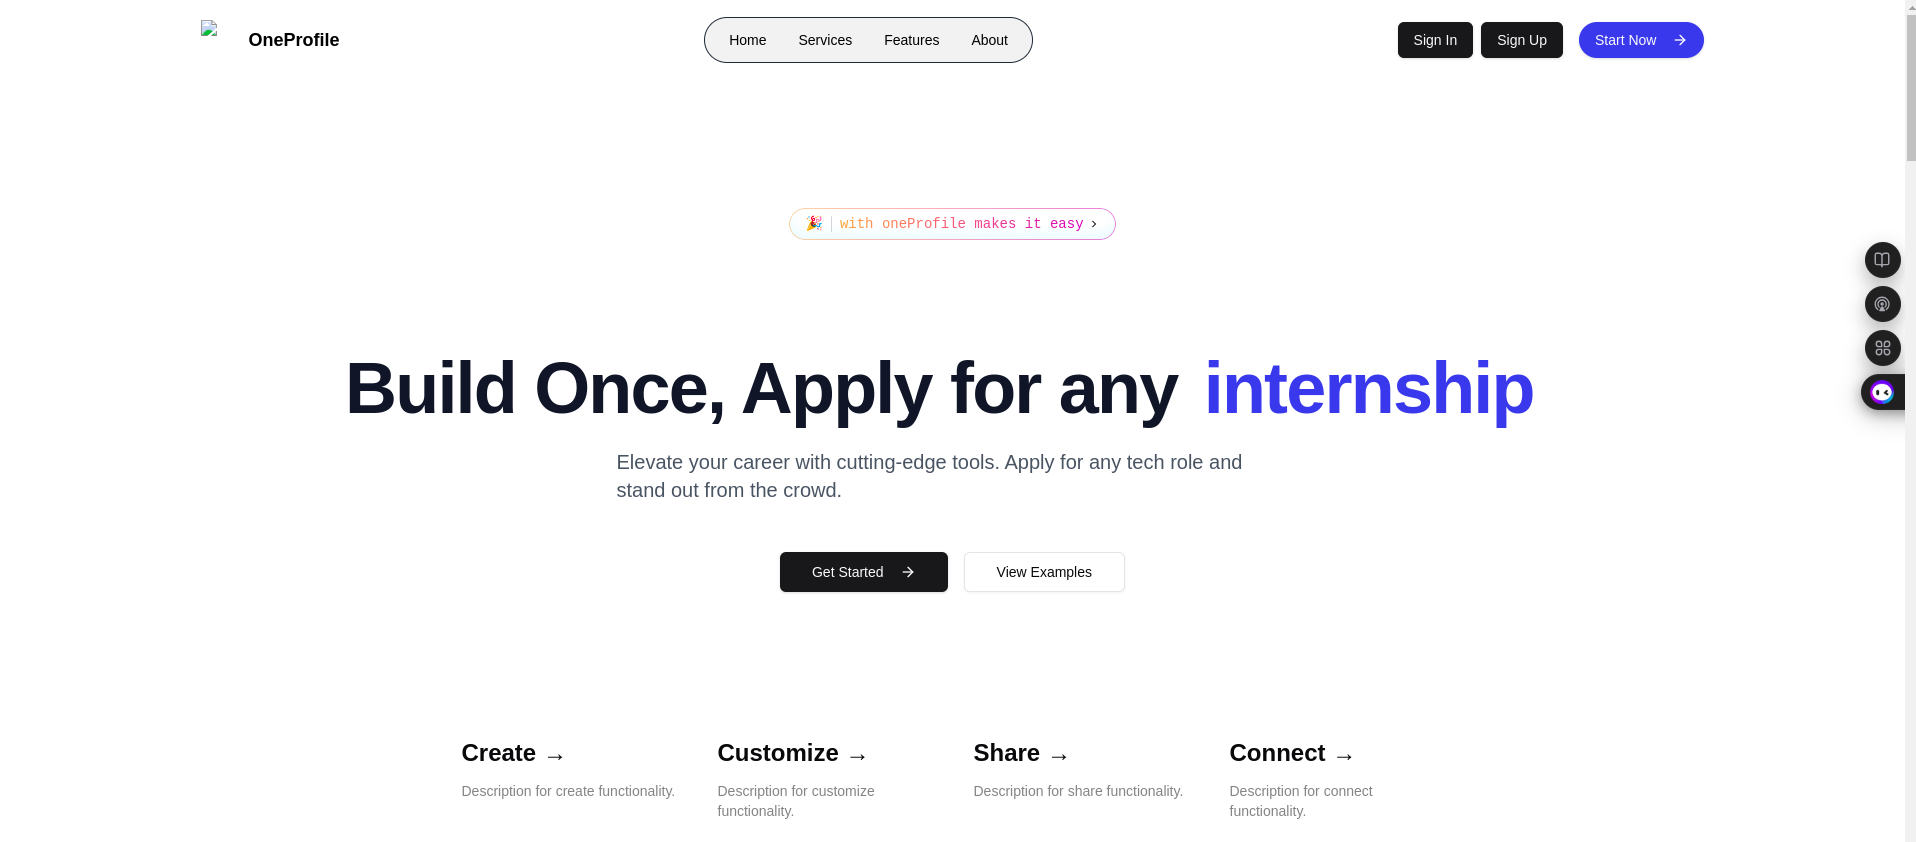 OneProfile
Home Services Features About
Sign In Sign Up Start Now
🎉 with oneProfile makes it easy ›
Build Once, Apply for any internship
Elevate your career with cutting-edge tools. Apply for any tech role and
stand out from the crowd.
Get Started
View Examples
Create →
Description for create functionality.
Customize →
Description for customize
functionality.
Share →
Description for share functionality.
Connect →
Description for connect
functionality.